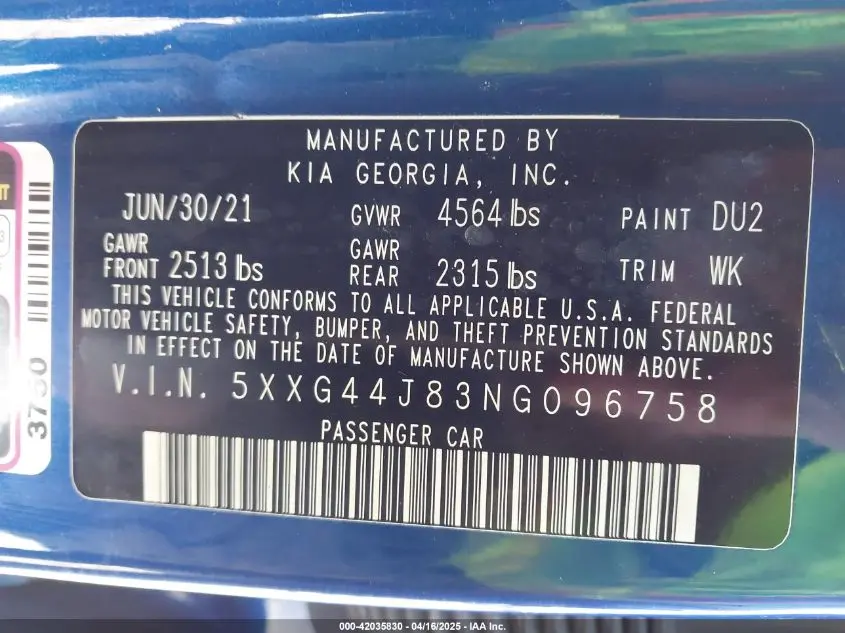 MANUFACTURED BY
KIA GEORGIA, INC.
JUN/30/21 GVWR 4564 lbs PAINT DU2
GAWR FRONT 2513 lbs GAWR REAR 2315 lbs TRIM WK
THIS VEHICLE CONFORMS TO ALL APPLICABLE U.S.A. FEDERAL
MOTOR VEHICLE SAFETY, BUMPER, AND THEFT PREVENTION STANDARDS
IN EFFECT ON THE DATE OF MANUFACTURE SHOWN ABOVE.
V.I.N. 5XXG44J83NG096758
PASSENGER CAR
000-42035830 - 04/16/2025 - IAA Inc.